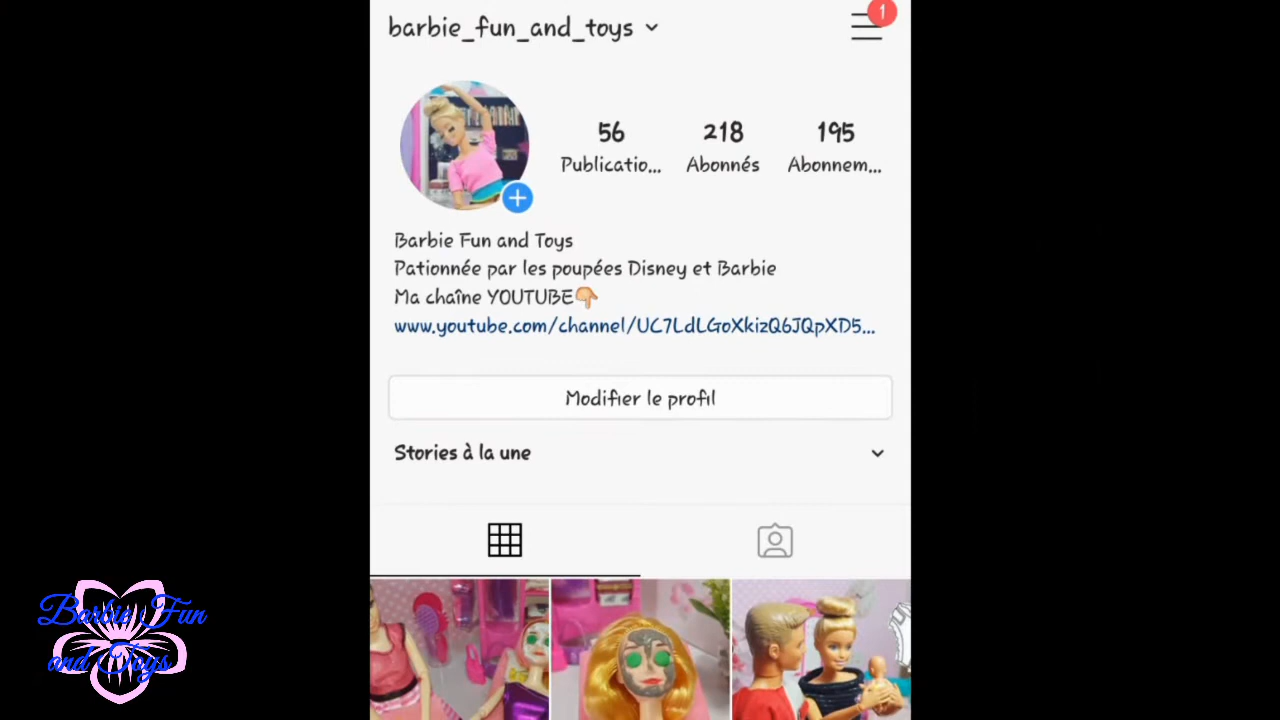 barbie_fun_and_toys
1
56 218 195
Publicatio... Abonnés Abonnem...
Barbie Fun and Toys
Pationnée par les poupées Disney et Barbie
Ma chaîne YOUTUBE👇
www.youtube.com/channel/UC7LdLGoXkizQ6JQpXD5...
Modifier le profil
Stories à la une
Barbie Fun
and Toys